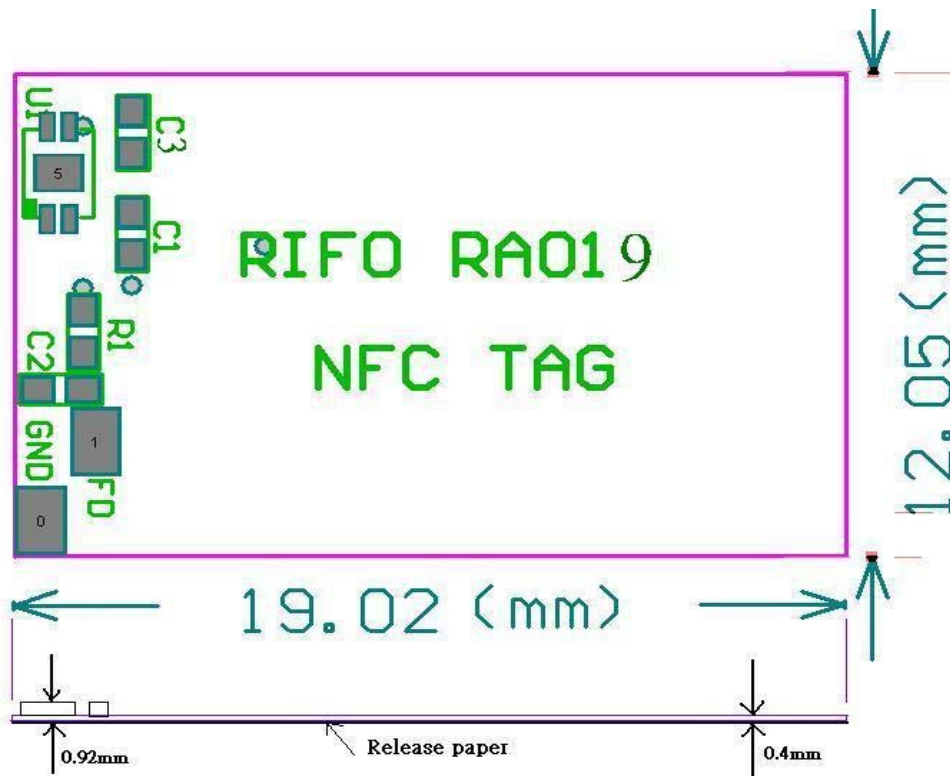 U1
C3
5
C1
RIFO RA019
R1
NFC TAG
C2
1
GND
FD
0
12.05 (mm)
19.02 (mm)
Release paper
0.92mm
0.4mm